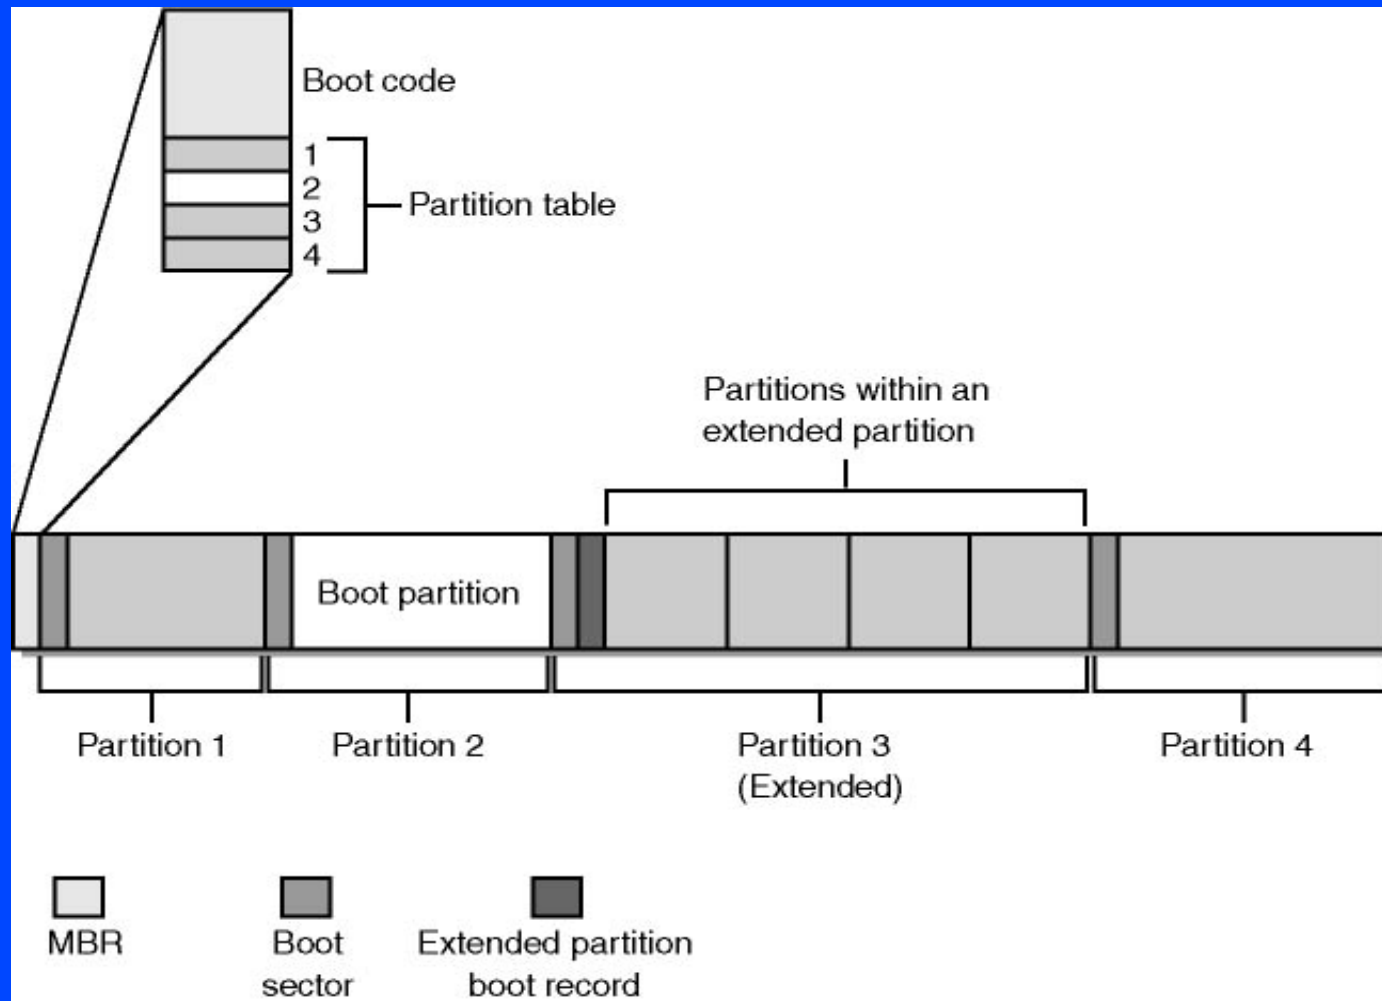 Boot code
1
2
3
4
Partition table
Partitions within an
extended partition
Boot partition
Partition 1
Partition 2
Partition 3
(Extended)
Partition 4
MBR
Boot
sector
Extended partition
boot record